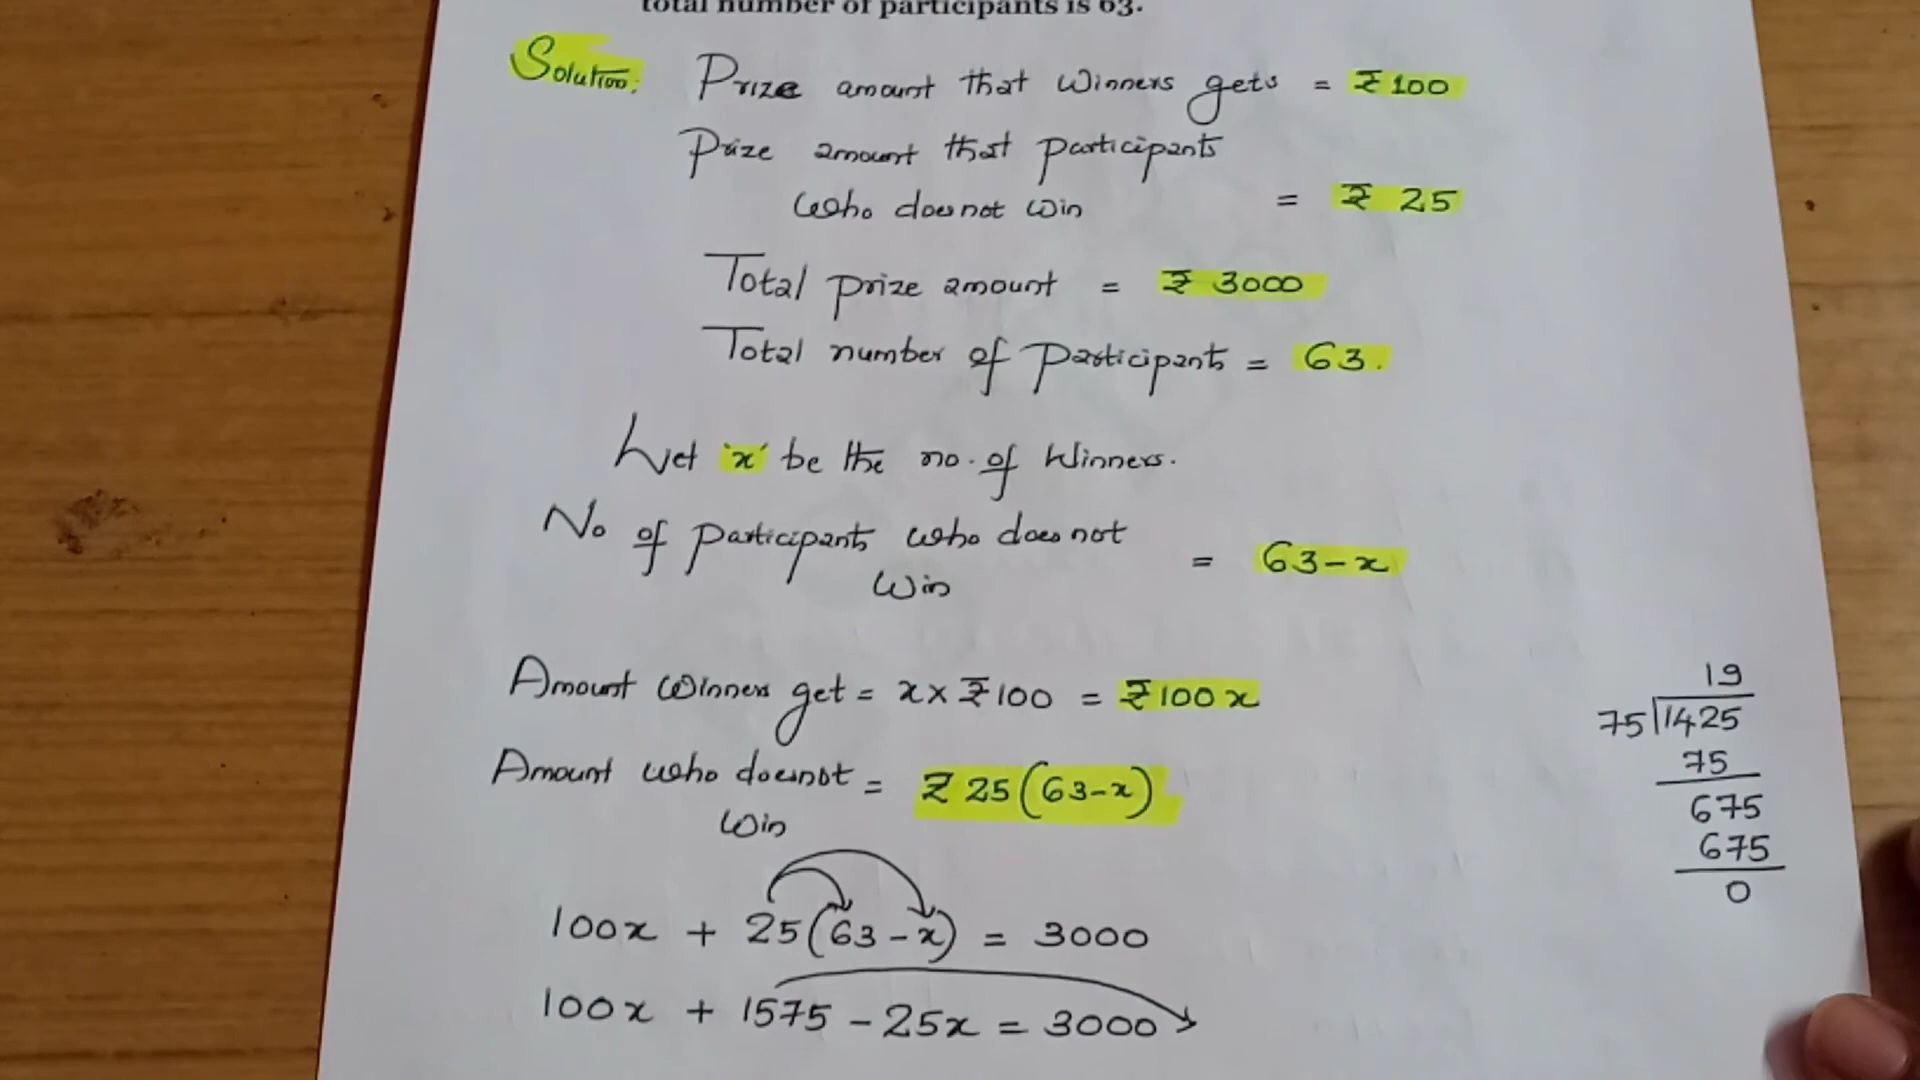 total number of participants is 63.
Solution: Prize amount that winners gets = ₹ 100
Prize amount that participants
who does not win = ₹ 25
Total prize amount = ₹ 3000
Total number of participants = 63.
Let 'x' be the no. of winners.
No of participants who does not
win = 63-x
Amount winners get = x × ₹ 100 = ₹ 100 x
Amount who doesnot = ₹ 25 (63-x)
win
100x + 25(63-x) = 3000
100x + 1575 - 25x = 3000
19
75 1425
75
675
675
0